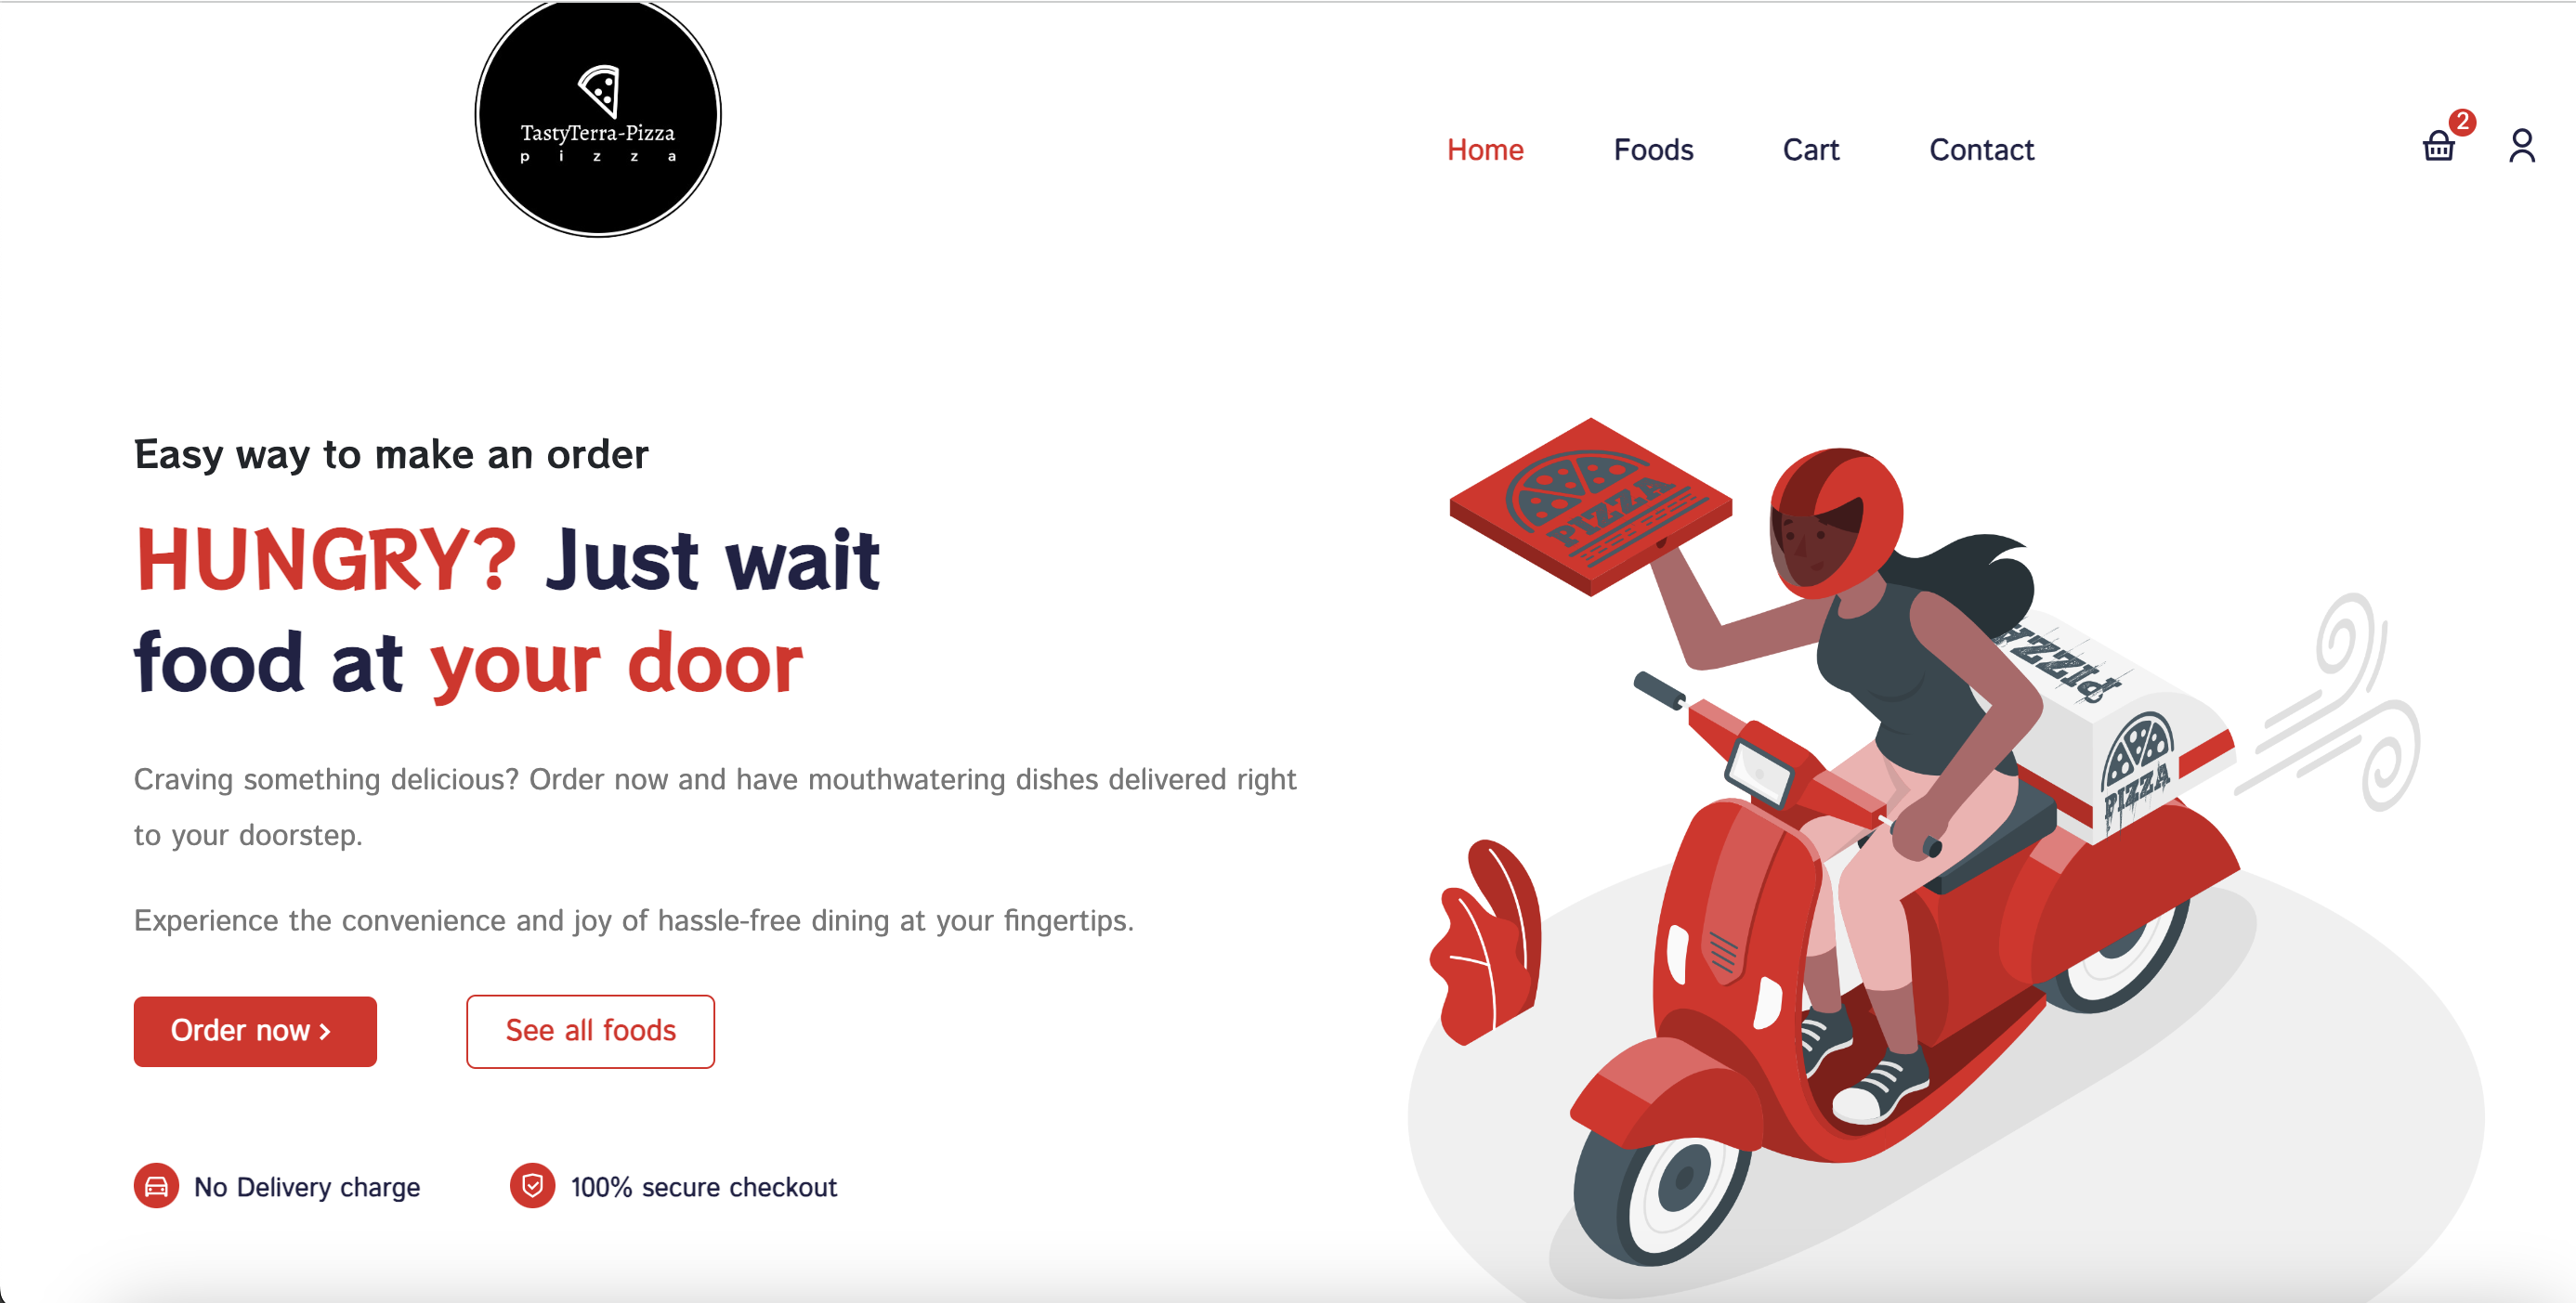 TastyTerra-Pizza
pizza
Home Foods Cart Contact 2
Easy way to make an order
HUNGRY? Just wait
food at your door
Craving something delicious? Order now and have mouthwatering dishes delivered right
to your doorstep.
Experience the convenience and joy of hassle-free dining at your fingertips.
Order now > See all foods
No Delivery charge 100% secure checkout
PIZZA
PIZZA
PIZZA